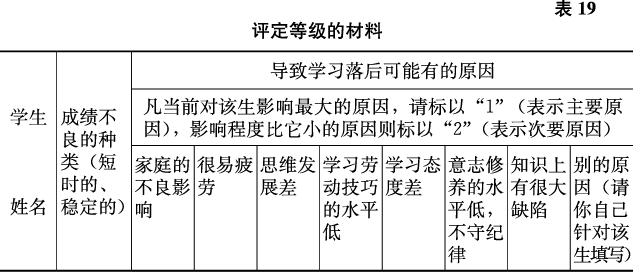 表 19
评定等级的材料
学生
姓名
成绩不
良的种
类（短
时的、
稳定的）
导致学习落后可能有的原因
凡当前对该生影响最大的原因，请标以“1”（表示主要原
因），影响程度比它小的原因则标以“2”（表示次要原因）
家庭的
不良影
响
很易疲
劳
思维发
展差
学习劳
动技巧
的水平
低
学习态
度差
意志修
养的水
平低，
不守纪
律
知识上
有很大
缺陷
别的原
因（请
你自己
针对该
生填写）